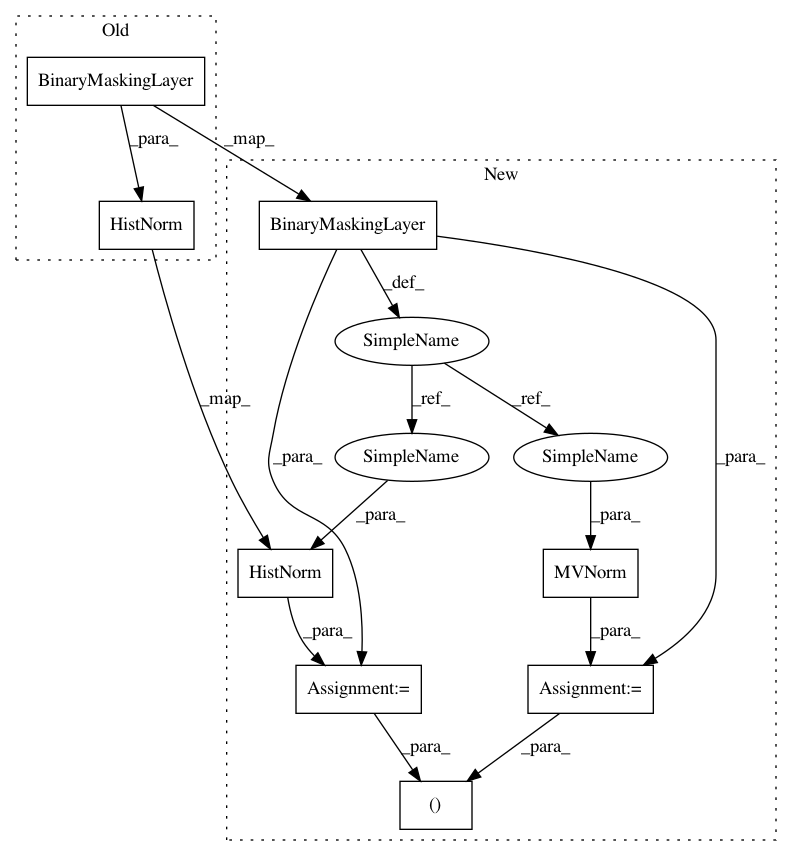 Old
BinaryMaskingLayer
_para_
_map_
New
HistNorm
BinaryMaskingLayer
_def_
SimpleName
_map_
_ref_
_ref_
_para_
SimpleName
SimpleName
_para_
_para_
_para_
HistNorm
MVNorm
_para_
_para_
Assignment:=
Assignment:=
_para_
_para_
()